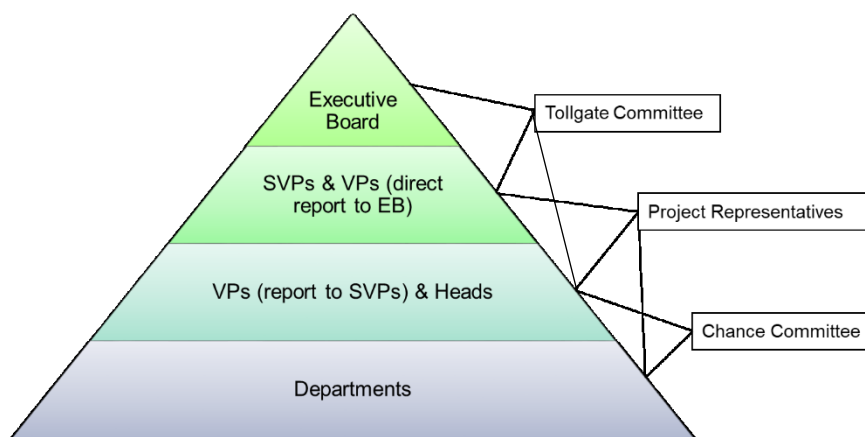 Executive
Board
Tollgate Committee
SVPs & VPs (direct
report to EB)
Project Representatives
VPs (report to SVPs) & Heads
Chance Committee
Departments